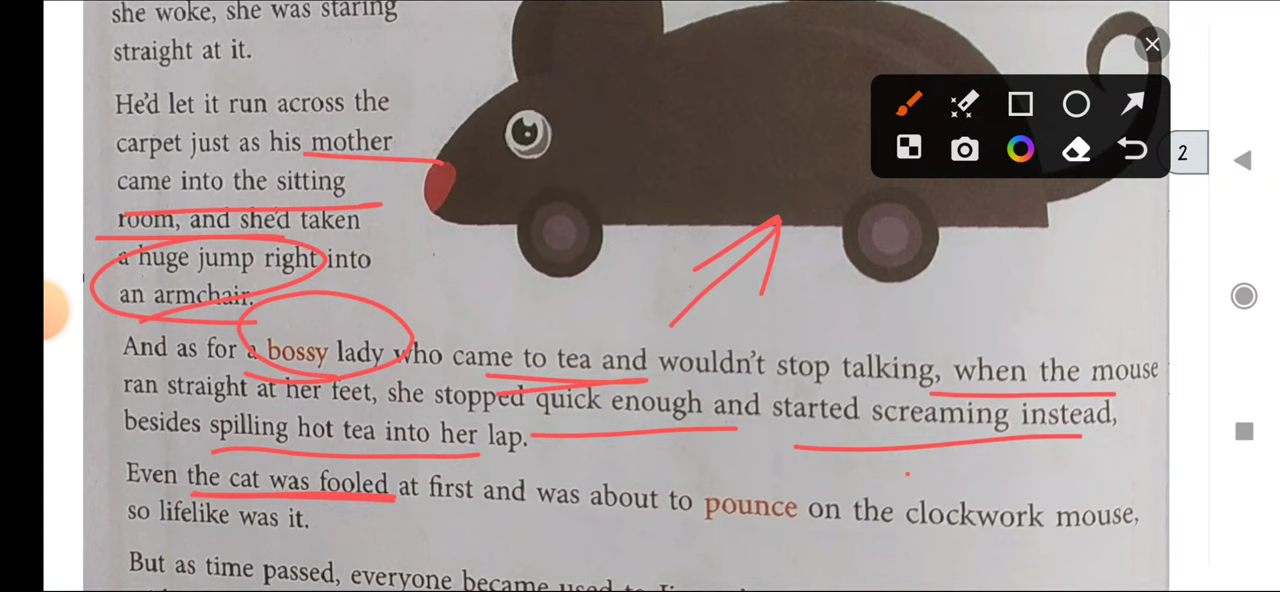 she woke, she was staring
straight at it.
He'd let it run across the
carpet just as his mother
came into the sitting
room, and she'd taken
a huge jump right into
an armchair.
And as for a bossy lady who came to tea and wouldn't stop talking, when the mouse
ran straight at her feet, she stopped quick enough and started screaming instead,
besides spilling hot tea into her lap.
Even the cat was fooled at first and was about to pounce on the clockwork mouse,
so lifelike was it.
But as time passed, everyone became used to
2